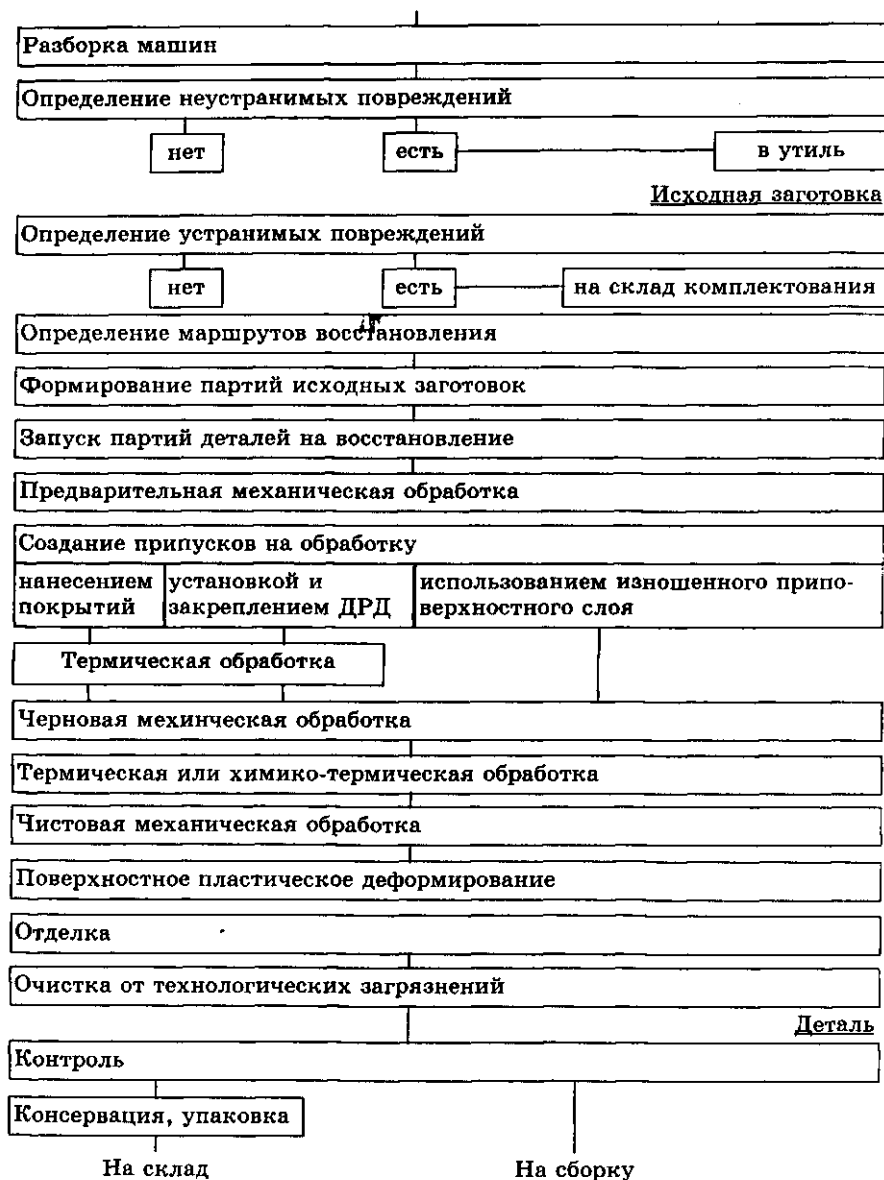 Разборка машин
Определение неустранимых повреждений
нет есть в утиль
Исходная заготовка
Определение устранимых повреждений
нет есть на склад комплектования
Определение маршрутов восстановления
Формирование партий исходных заготовок
Запуск партий деталей на восстановление
Предварительная механическая обработка
Создание припусков на обработку
нанесением
покрытий
установкой и
закреплением ДРД
использованием изношенного припо-
верхностного слоя
Термическая обработка
Черновая мехинческая обработка
Термическая или химико-термическая обработка
Чистовая механическая обработка
Поверхностное пластическое деформирование
Отделка
Очистка от технологических загрязнений
Деталь
Контроль
Консервация, упаковка
На склад На сборку